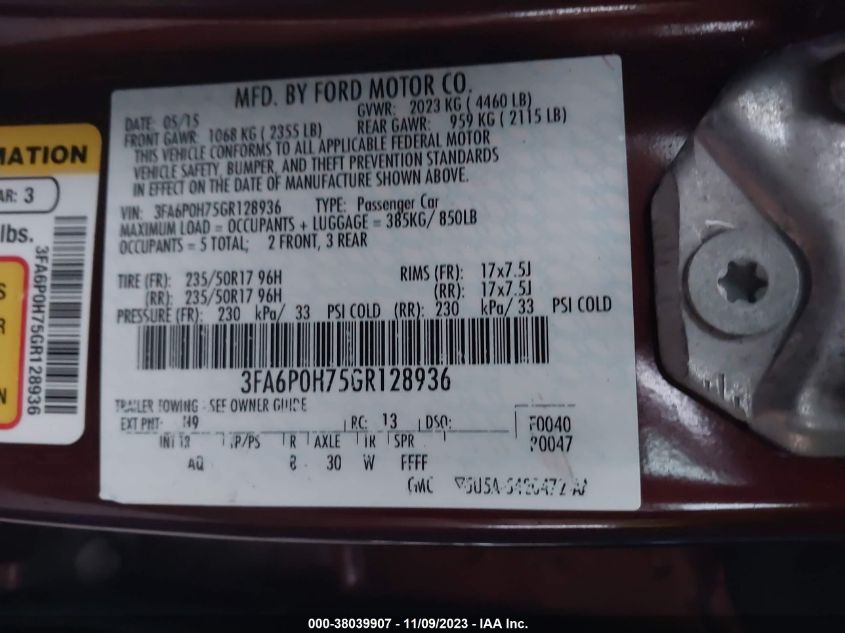 MFD. BY FORD MOTOR CO.
DATE: 05/15 GVWR: 2023 KG ( 4460 LB)
FRONT GAWR: 1068 KG ( 2355 LB) REAR GAWR: 959 KG ( 2115 LB)
THIS VEHICLE CONFORMS TO ALL APPLICABLE FEDERAL MOTOR
VEHICLE SAFETY, BUMPER, AND THEFT PREVENTION STANDARDS
IN EFFECT ON THE DATE OF MANUFACTURE SHOWN ABOVE.
VIN: 3FA6P0H75GR128936 TYPE: Passenger Car
MAXIMUM LOAD = OCCUPANTS + LUGGAGE = 385KG/ 850LB
OCCUPANTS = 5 TOTAL; 2 FRONT, 3 REAR
TIRE (FR): 235/50R17 96H RIMS (FR): 17x7.5J
(RR): 235/50R17 96H (RR): 17x7.5J
PRESSURE (FR): 230 kPa/ 33 PSI COLD (RR): 230 kPa/ 33 PSI COLD
3FA6P0H75GR128936
TRAILER TOWING - SEE OWNER GUIDE
EXT PNT: RC: 13 DSO: F0040
TP/PS R AXLE TR SPR P0047
AQ 30 W FFFF
MATION
AR: 3
lbs.
S
R
N
3FA6P0H75GR128936
000-38039907 - 11/09/2023 - IAA Inc.